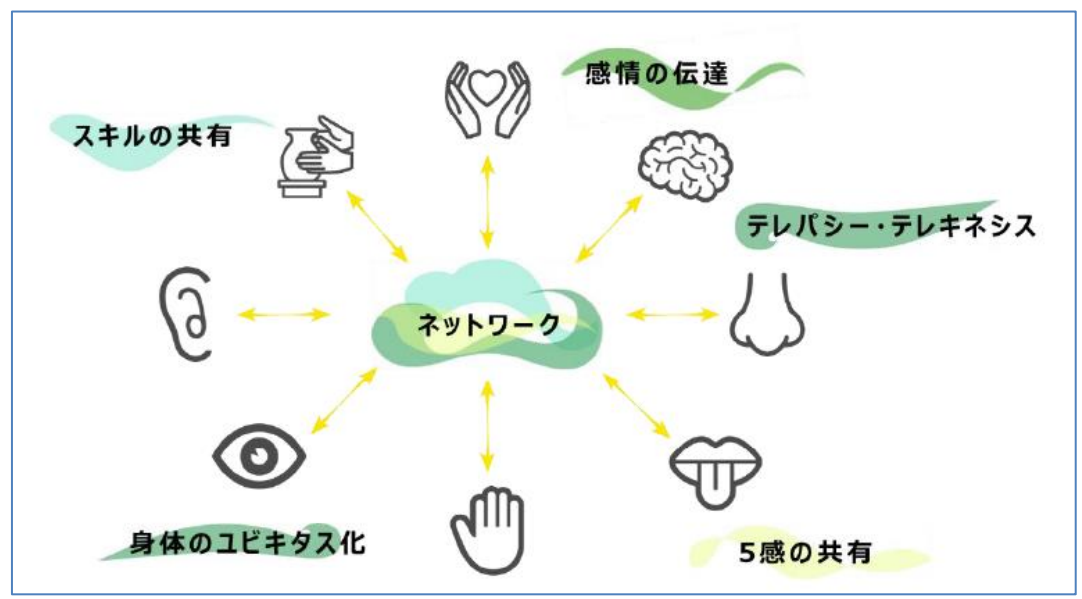 感情の伝達
スキルの共有
テレパシー・テレキネシス
ネットワーク
身体のユビキタス化
5感の共有